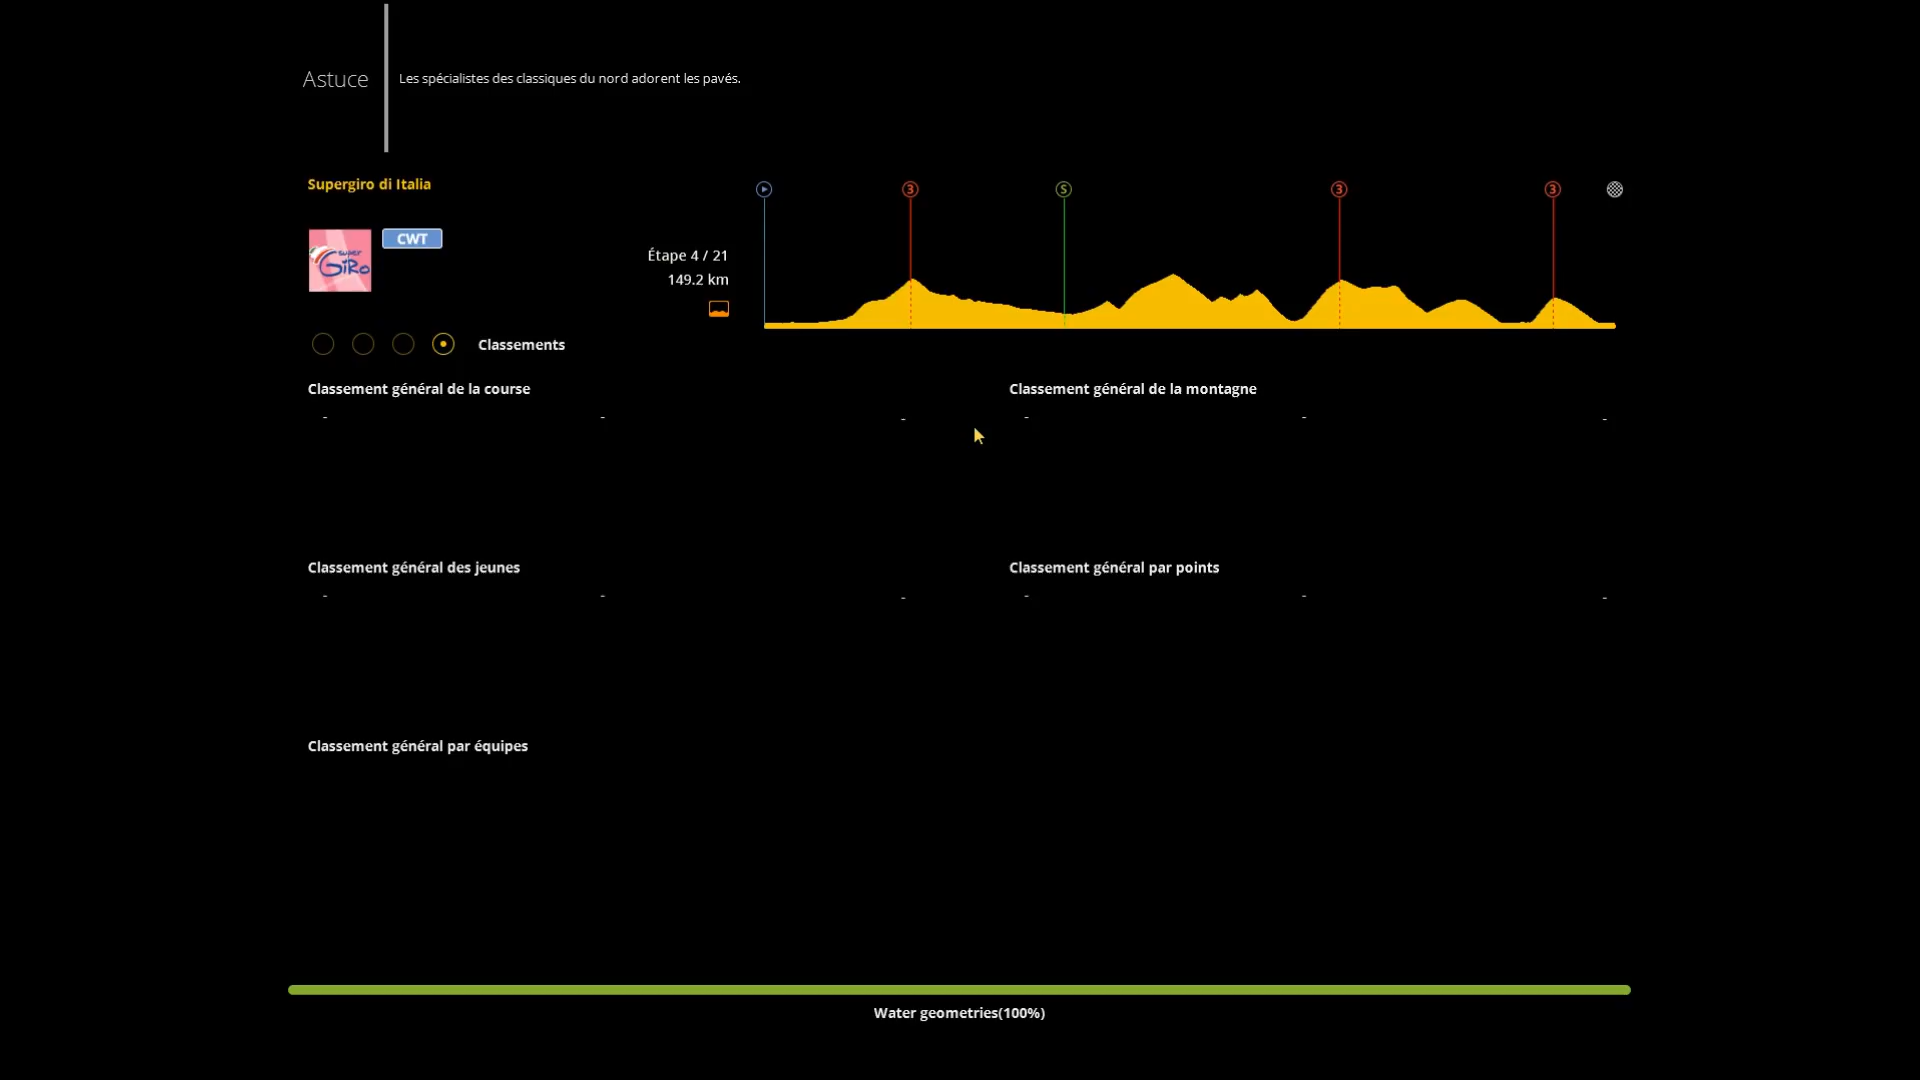 Astuce
Les spécialistes des classiques du nord adorent les pavés.
Supergiro di Italia
3
S
3
3
super
GiRo
CWT
Étape 4 / 21
149.2 km
Classements
Classement général de la course
Classement général de la montagne
- - -
- - -
Classement général des jeunes
Classement général par points
- - -
- - -
Classement général par équipes
Water geometries(100%)